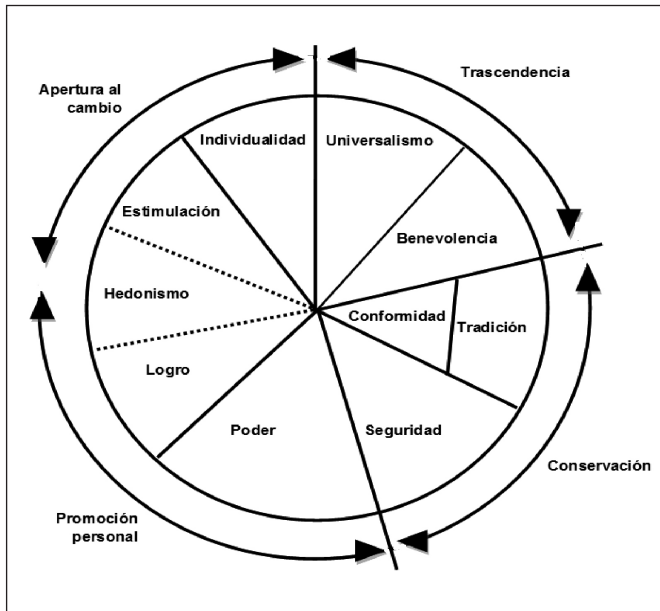 Apertura al
cambio
Trascendencia
Individualidad
Universalismo
Estimulación
Benevolencia
Hedonismo
Conformidad
Tradición
Logro
Poder
Seguridad
Conservación
Promoción
personal